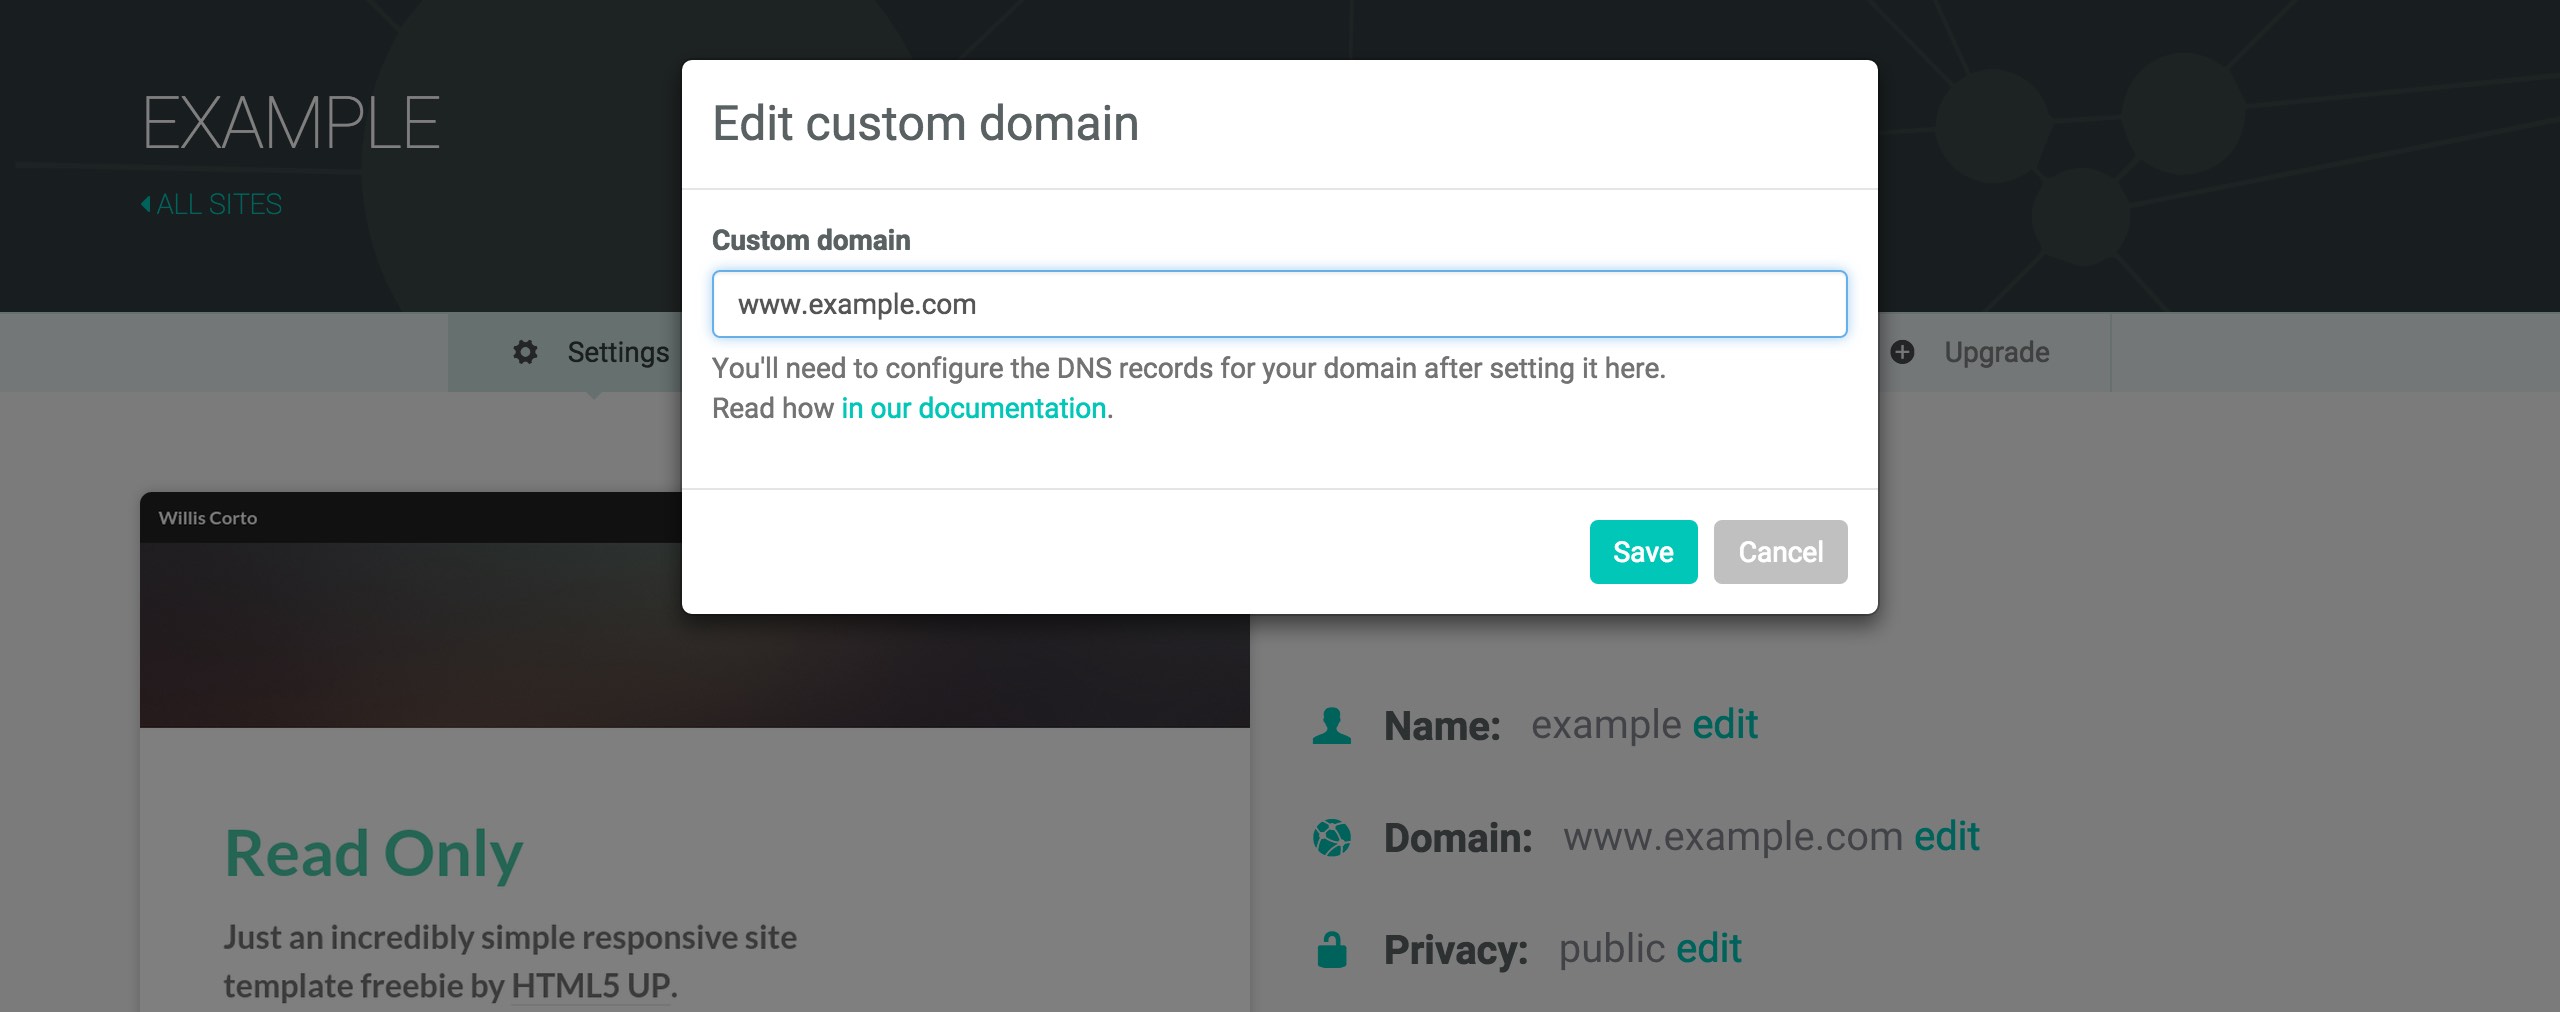 EXAMPLE
ALL SITES
Edit custom domain
Custom domain
www.example.com
You'll need to configure the DNS records for your domain after setting it here.
Read how in our documentation.
Save Cancel
Settings
Upgrade
Willis Corto
Read Only
Just an incredibly simple responsive site
template freebie by HTML5 UP.
Name: example edit
Domain: www.example.com edit
Privacy: public edit